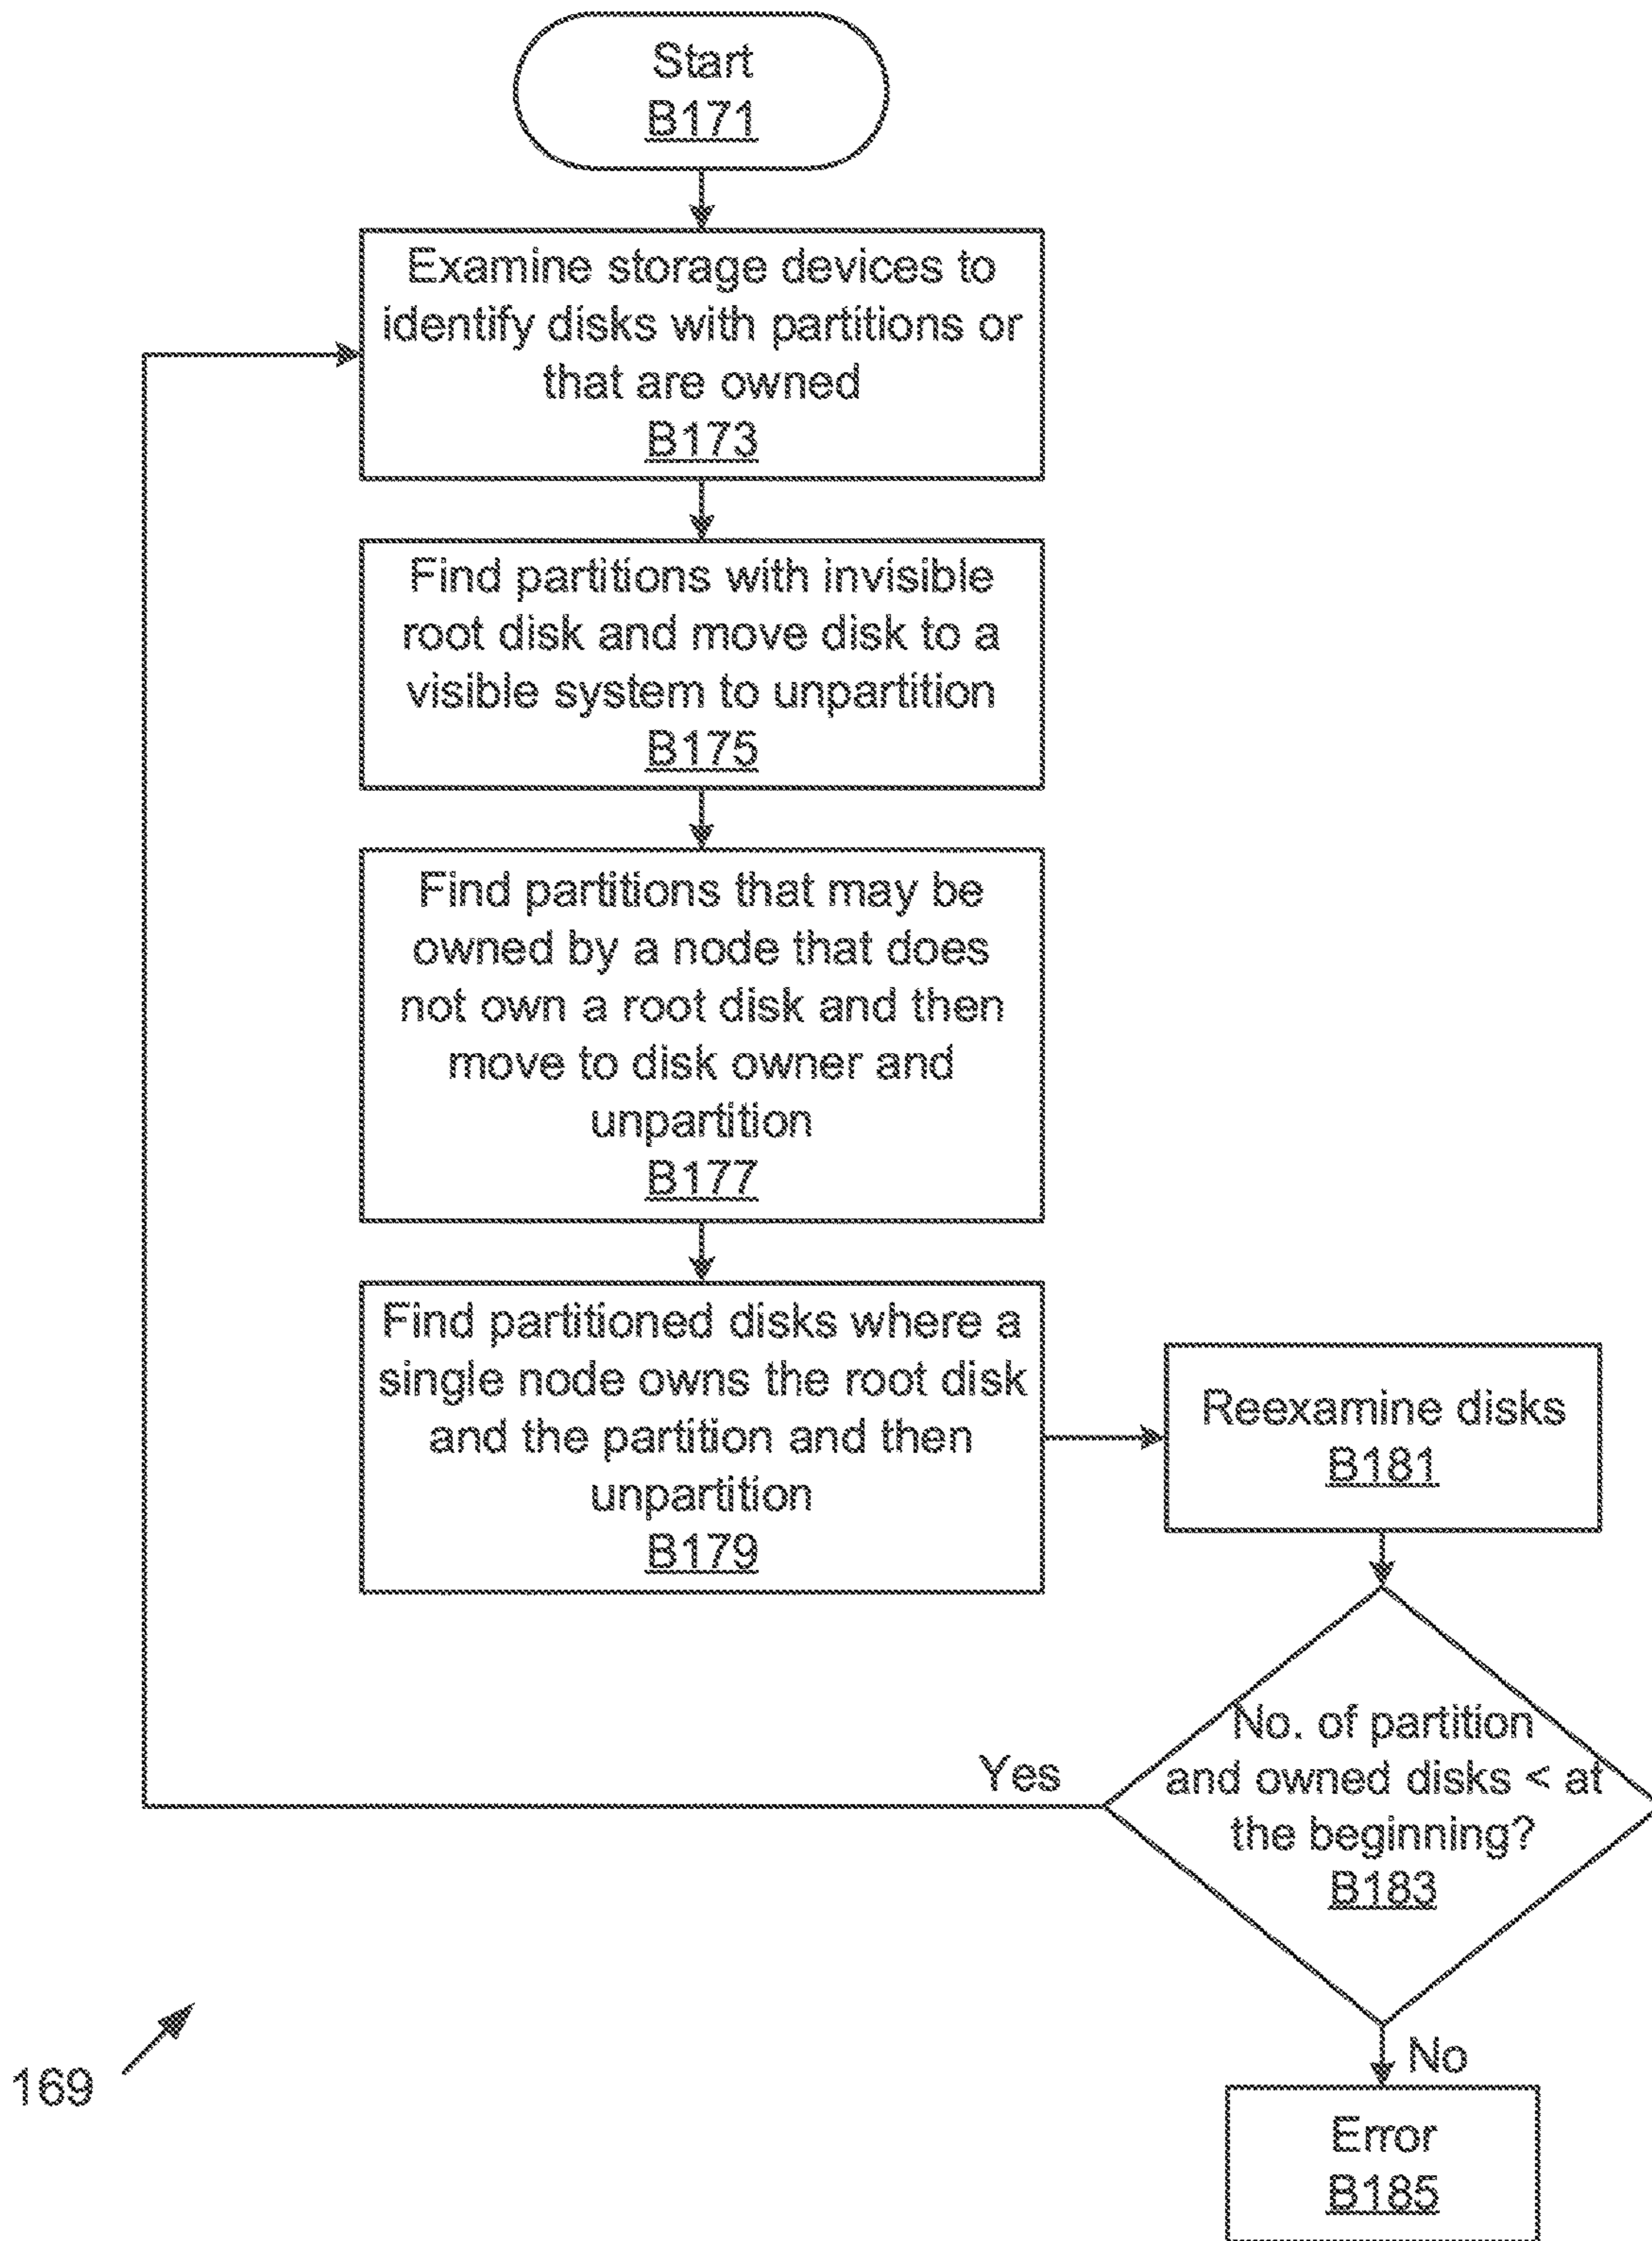 Start
B171
Examine storage devices to
identify disks with partitions or
that are owned
B173
Find partitions with invisible
root disk and move disk to a
visible system to unpartition
B175
Find partitions that may be
owned by a node that does
not own a root disk and then
move to disk owner and
unpartition
B177
Find partitioned disks where a
single node owns the root disk
and the partition and then
unpartition
B179
Reexamine disks
B181
No. of partition
and owned disks < at
the beginning?
B183
Yes
No
Error
B185
169